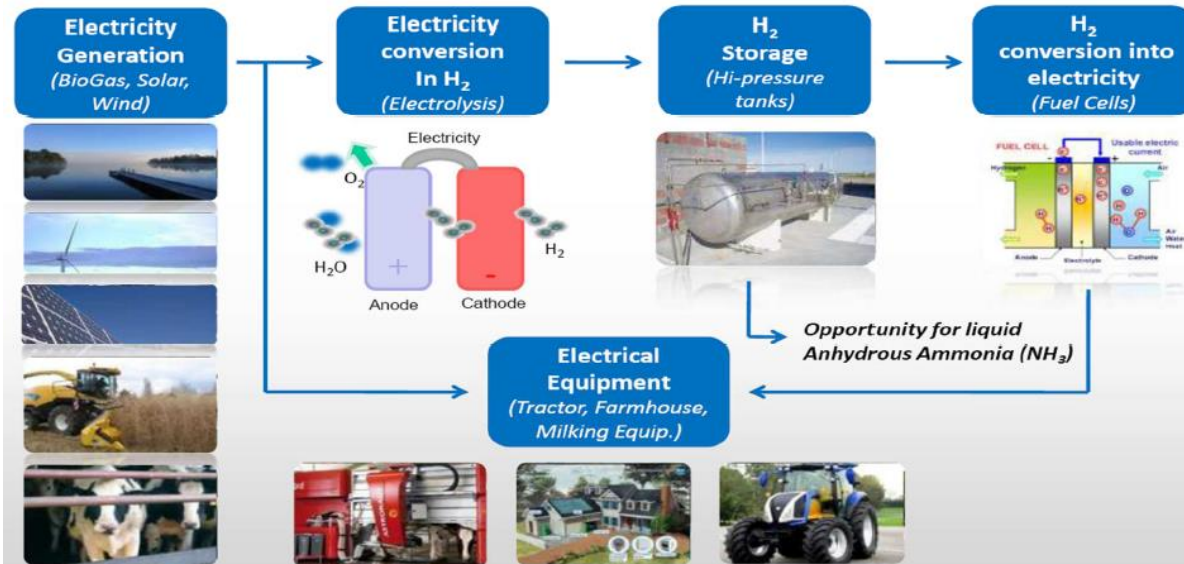 Electricity
Generation
(BioGas, Solar,
Wind)
Electricity
conversion
In H₂
(Electrolysis)
H₂
Storage
(Hi-pressure
tanks)
H₂
conversion into
electricity
(Fuel Cells)
Electricity
O₂
H₂O
H₂
+
-
Anode
Cathode
FUEL CELL
Usable electric
current
Hydrogen
Air
Air
Water
Heat
Anode
Electrolyte
Cathode
Opportunity for liquid
Anhydrous Ammonia (NH₃)
Electrical
Equipment
(Tractor, Farmhouse,
Milking Equip.)